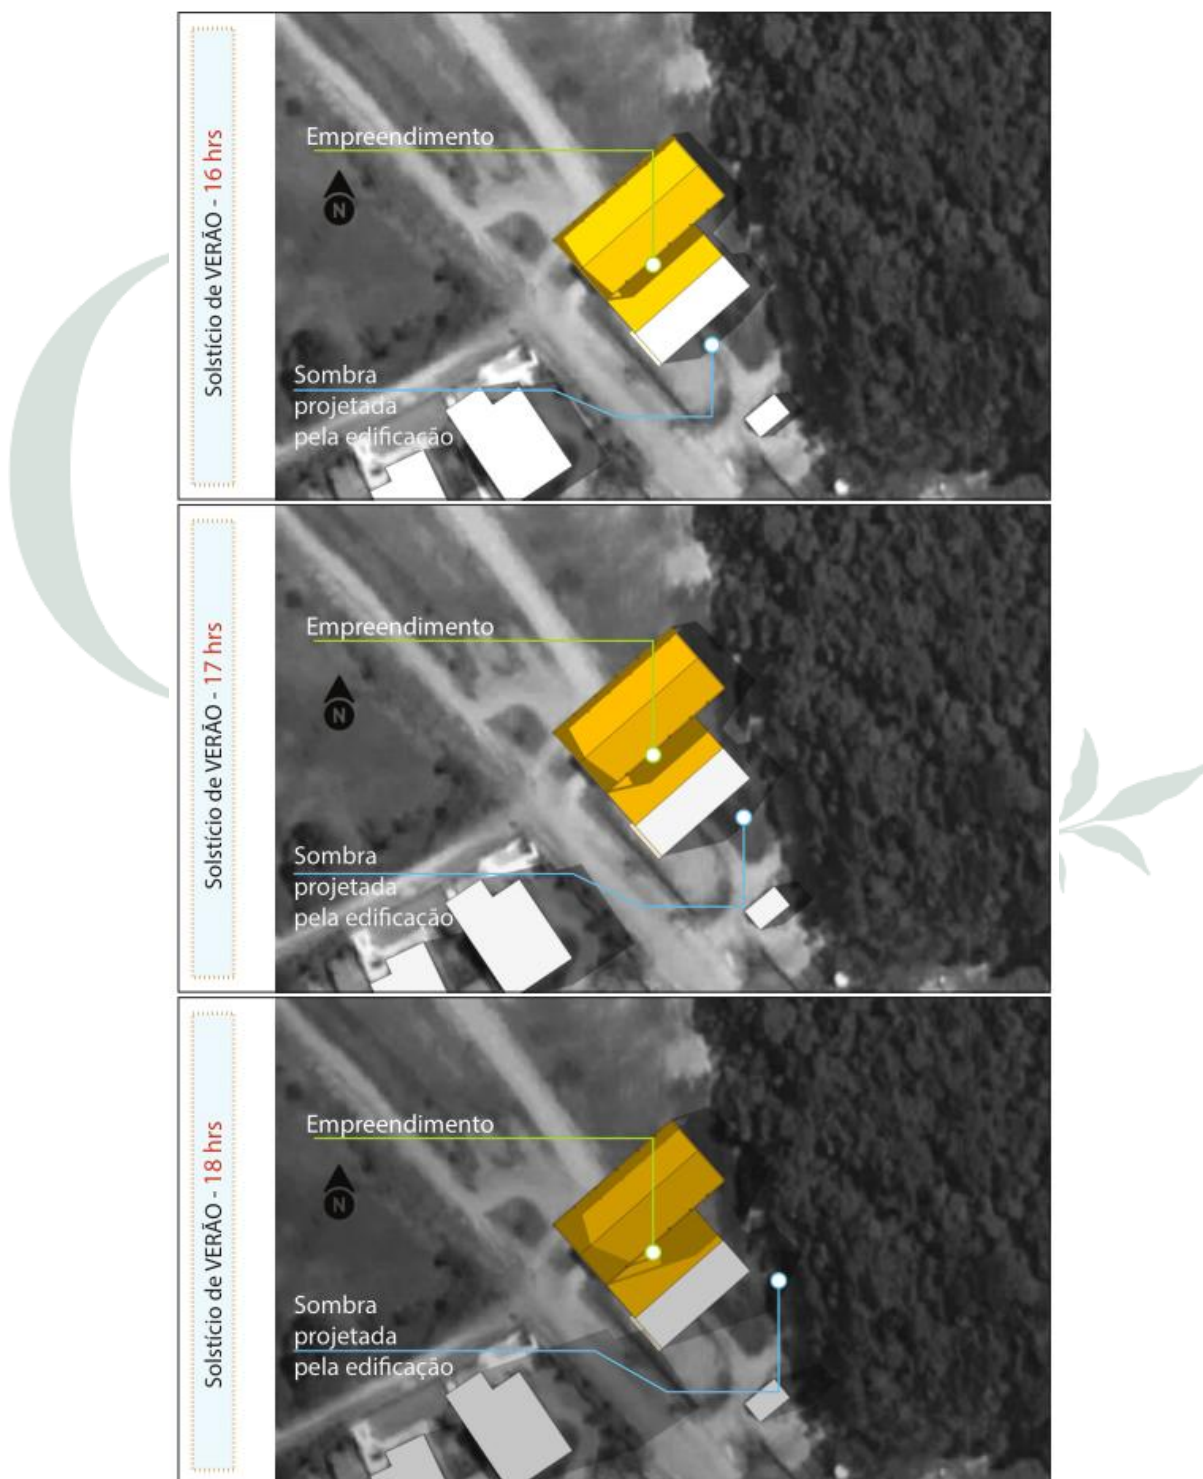 Solstício de VERÃO - 16 hrs
Empreendimento
N
Sombra
projetada
pela edificação
Solstício de VERÃO - 17 hrs
Empreendimento
N
Sombra
projetada
pela edificação
Solstício de VERÃO - 18 hrs
Empreendimento
N
Sombra
projetada
pela edificação